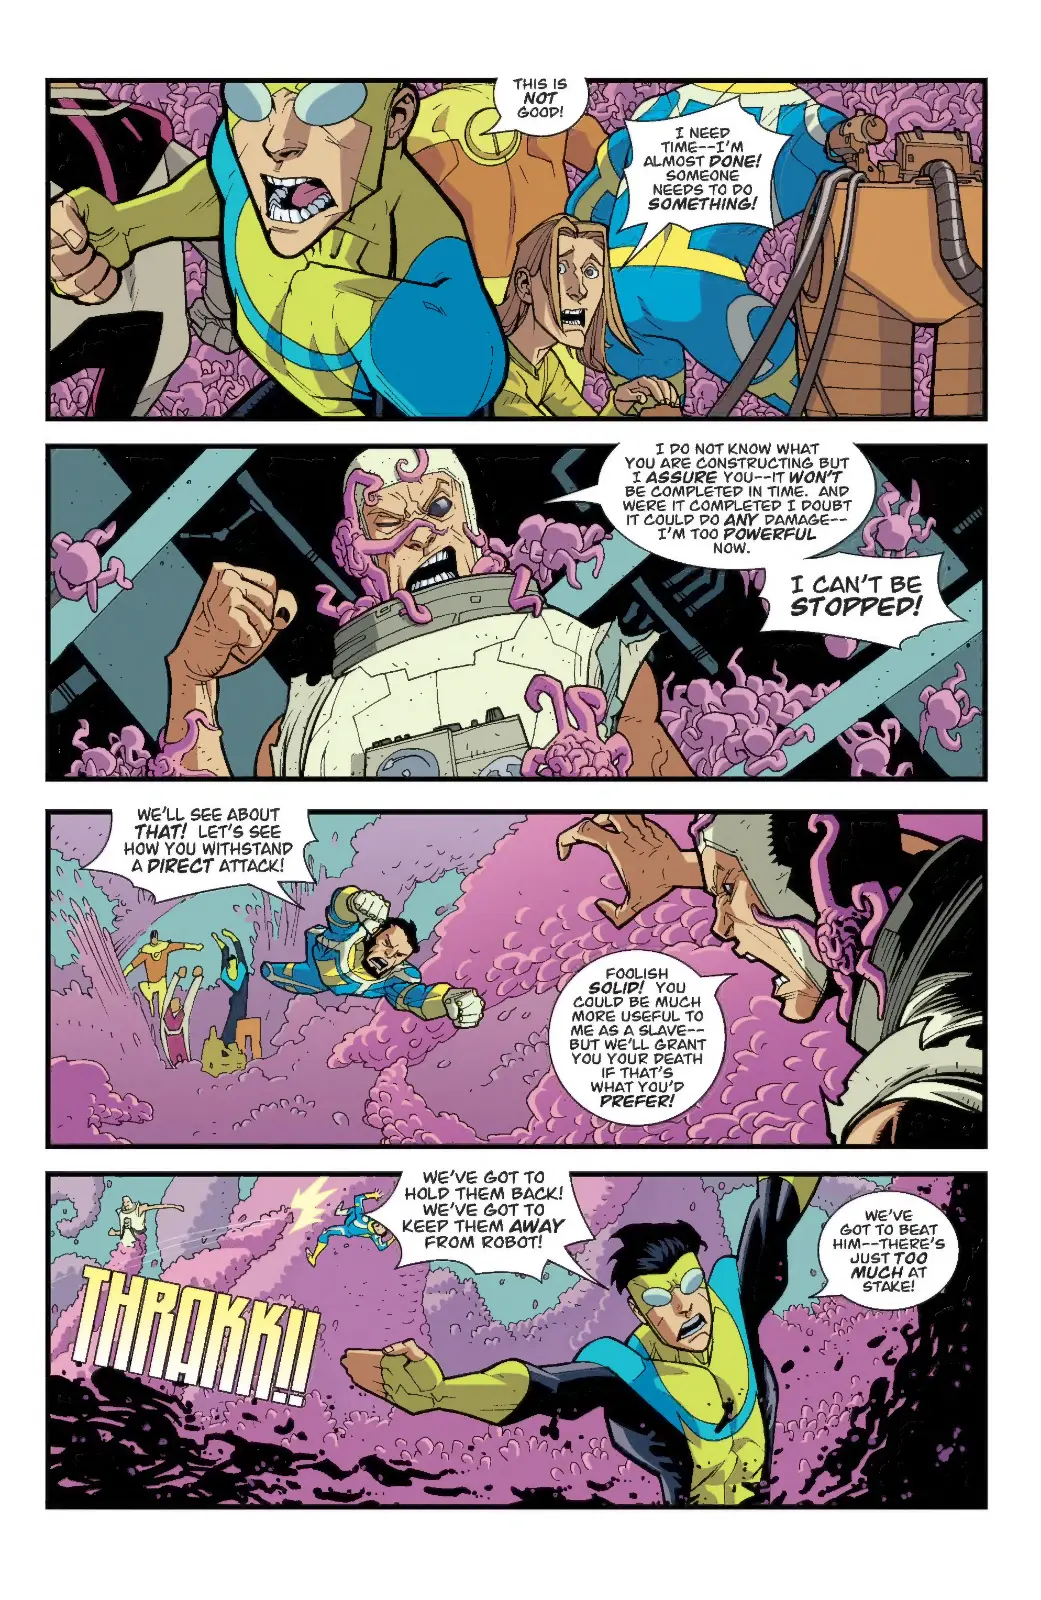 THIS IS
NOT
GOOD!
I NEED
TIME--I'M
ALMOST DONE!
SOMEONE
NEEDS TO DO
SOMETHING!
I DO NOT KNOW WHAT
YOU ARE CONSTRUCTING BUT
I ASSURE YOU--IT WON'T
BE COMPLETED IN TIME. AND
WERE IT COMPLETED I DOUBT
IT COULD DO ANY DAMAGE--
I'M TOO POWERFUL
NOW.
I CAN'T BE
STOPPED!
WE'LL SEE ABOUT
THAT! LET'S SEE
HOW YOU WITHSTAND
A DIRECT ATTACK!
FOOLISH
SOLID! YOU
COULD BE MUCH
MORE USEFUL TO
ME AS A SLAVE--
BUT WE'LL GRANT
YOU YOUR DEATH
IF THAT'S
WHAT YOU'D
PREFER!
THRAKK!!
WE'VE GOT TO
HOLD THEM BACK!
WE'VE GOT TO
KEEP THEM AWAY
FROM ROBOT!
WE'VE
GOT TO BEAT
HIM--THERE'S
JUST TOO
MUCH AT
STAKE!